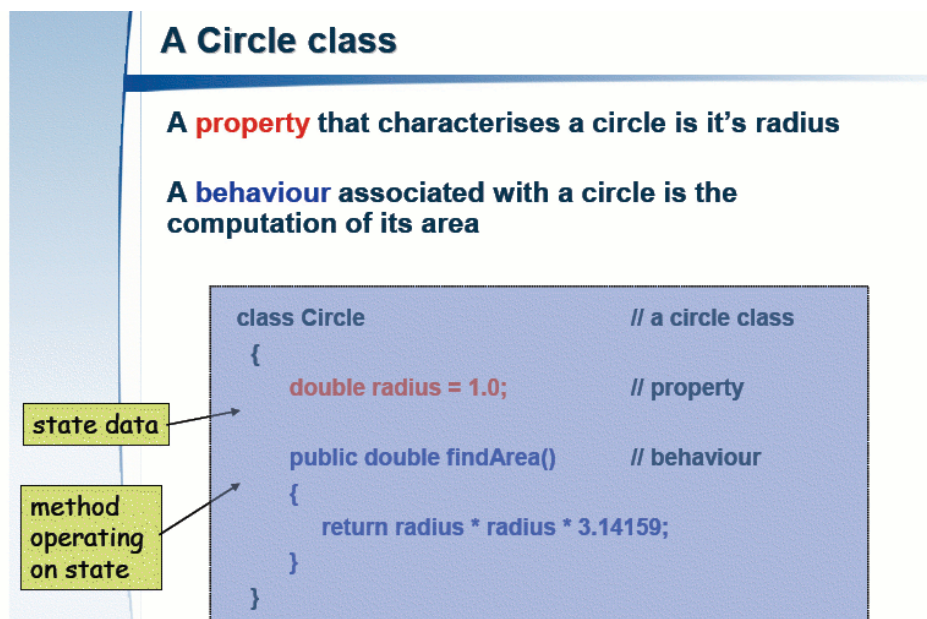 A Circle class
A property that characterises a circle is it's radius
A behaviour associated with a circle is the
computation of its area
class Circle // a circle class
{
double radius = 1.0; // property
state data
public double findArea() // behaviour
{
method
operating
on state
return radius * radius * 3.14159;
}
}